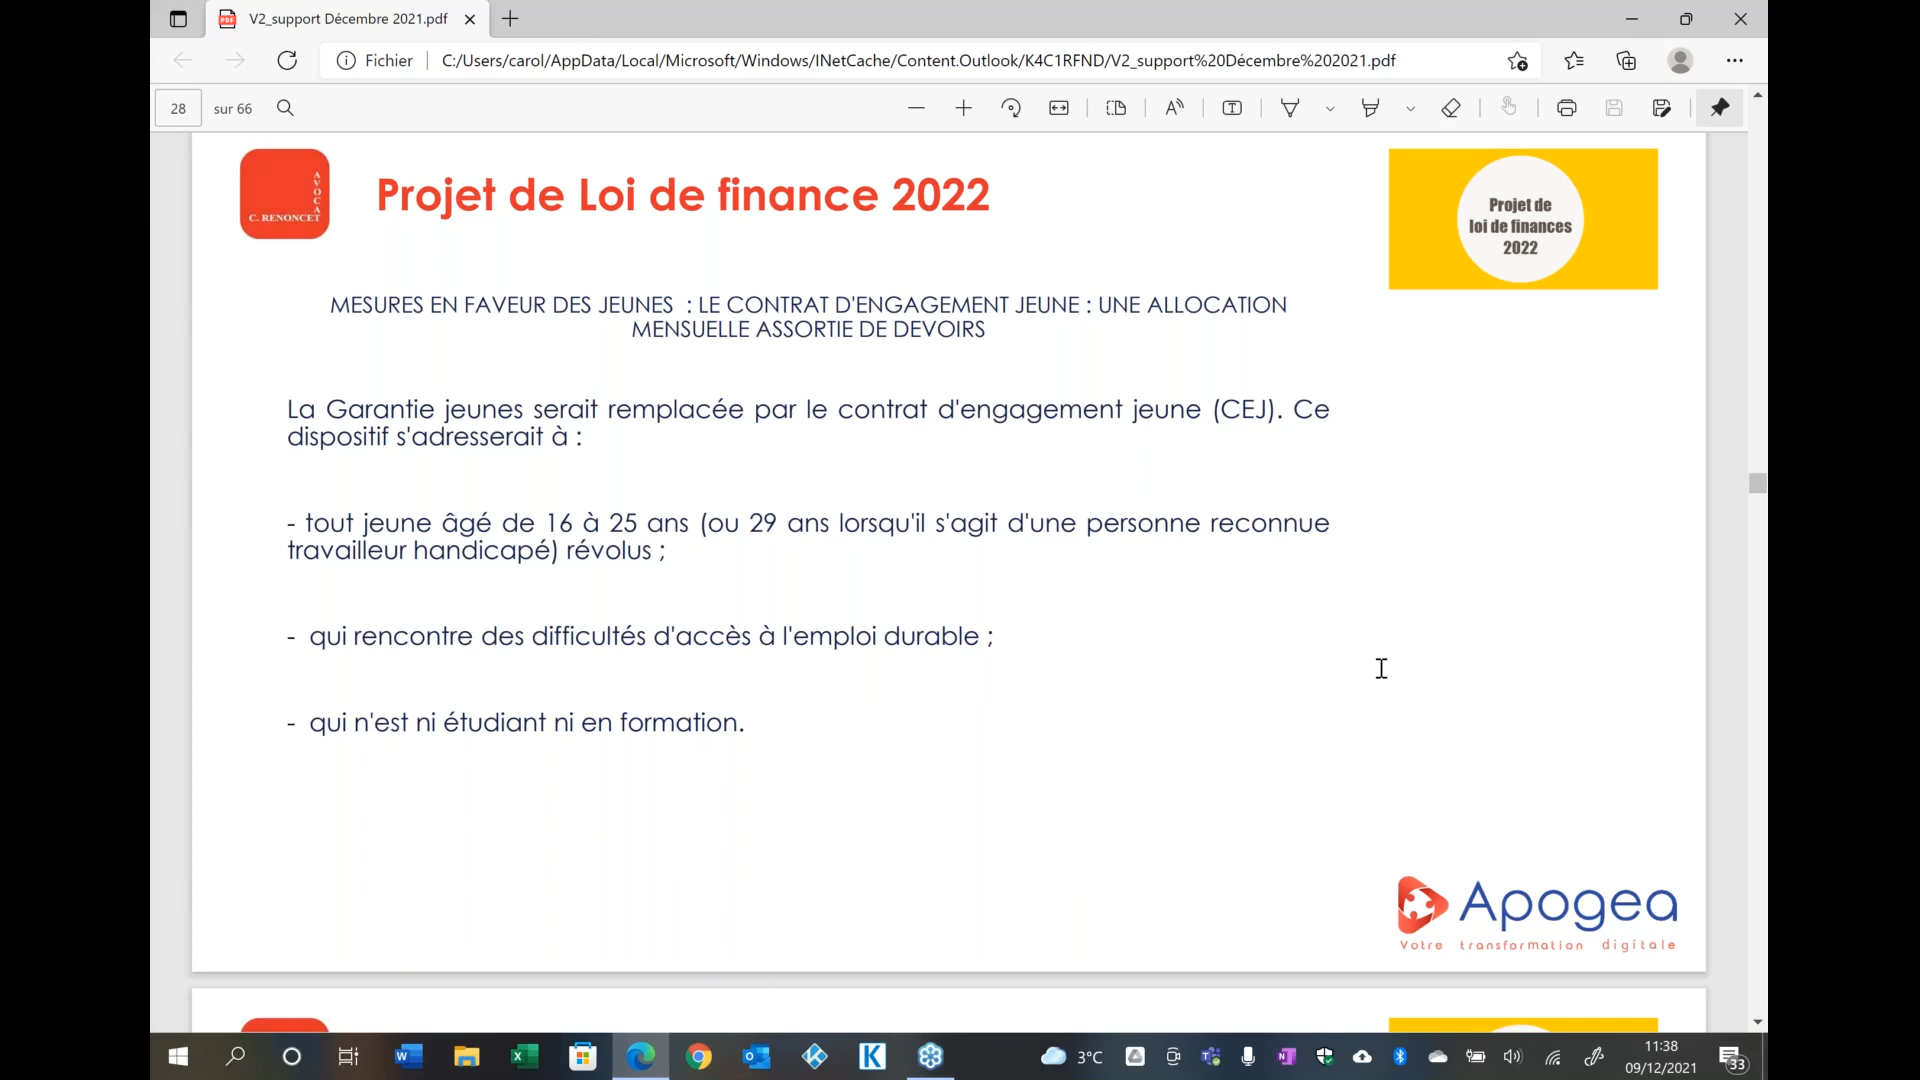 V2_support Décembre 2021.pdf
Fichier
C:/Users/carol/AppData/Local/Microsoft/Windows/INetCache/Content.Outlook/K4C1RFND/V2_support%20Décembre%202021.pdf
28
sur 66
AVOCAT
C. RENONCET
Projet de Loi de finance 2022
Projet de
loi de finances
2022
MESURES EN FAVEUR DES JEUNES : LE CONTRAT D'ENGAGEMENT JEUNE : UNE ALLOCATION
MENSUELLE ASSORTIE DE DEVOIRS
La Garantie jeunes serait remplacée par le contrat d'engagement jeune (CEJ). Ce
dispositif s'adresserait à :
- tout jeune âgé de 16 à 25 ans (ou 29 ans lorsqu'il s'agit d'une personne reconnue
travailleur handicapé) révolus ;
- qui rencontre des difficultés d'accès à l'emploi durable ;
- qui n'est ni étudiant ni en formation.
Apogea
Votre transformation digitale
3°C
11:38
09/12/2021
33